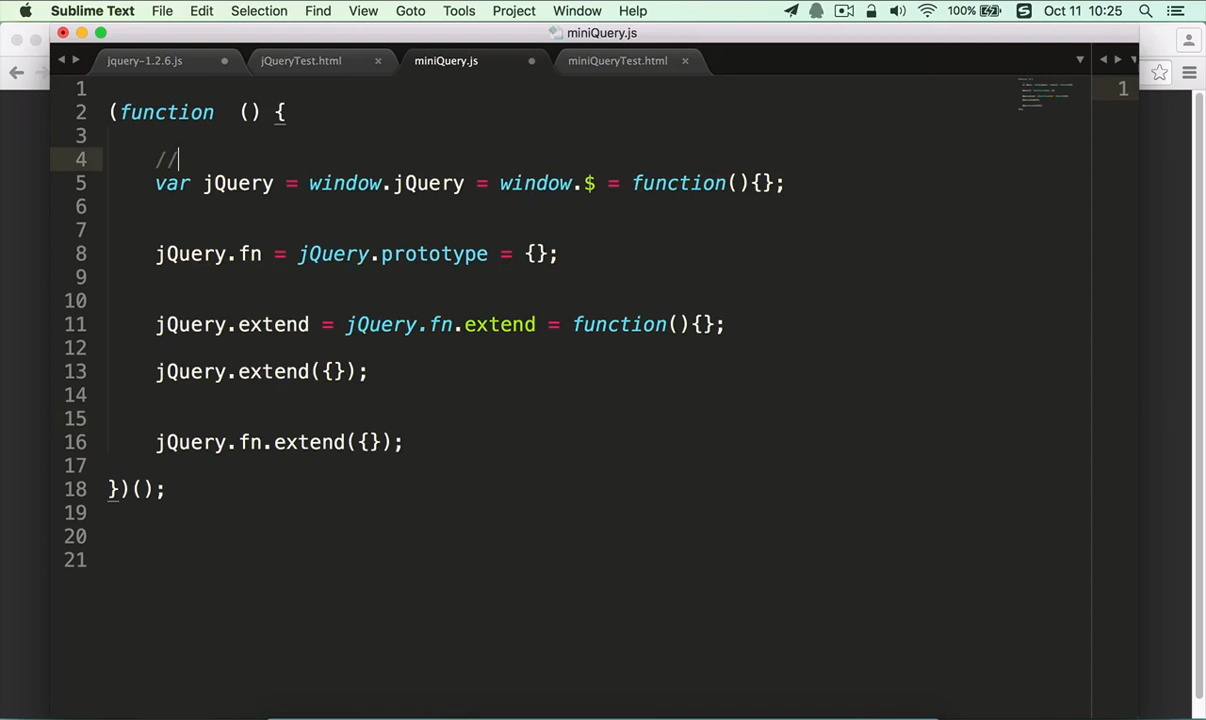 Sublime Text File Edit Selection Find View Goto Tools Project Window Help 100% Oct 11 10:25
miniQuery.js
jquery-1.2.6.js jQueryTest.html × miniQuery.js miniQueryTest.html ×
1 1
2 (function () {
3
4 //
5 var jQuery = window.jQuery = window.$ = function(){};
6
7
8 jQuery.fn = jQuery.prototype = {};
9
10
11 jQuery.extend = jQuery.fn.extend = function(){};
12
13 jQuery.extend({});
14
15
16 jQuery.fn.extend({});
17
18 })();
19
20
21